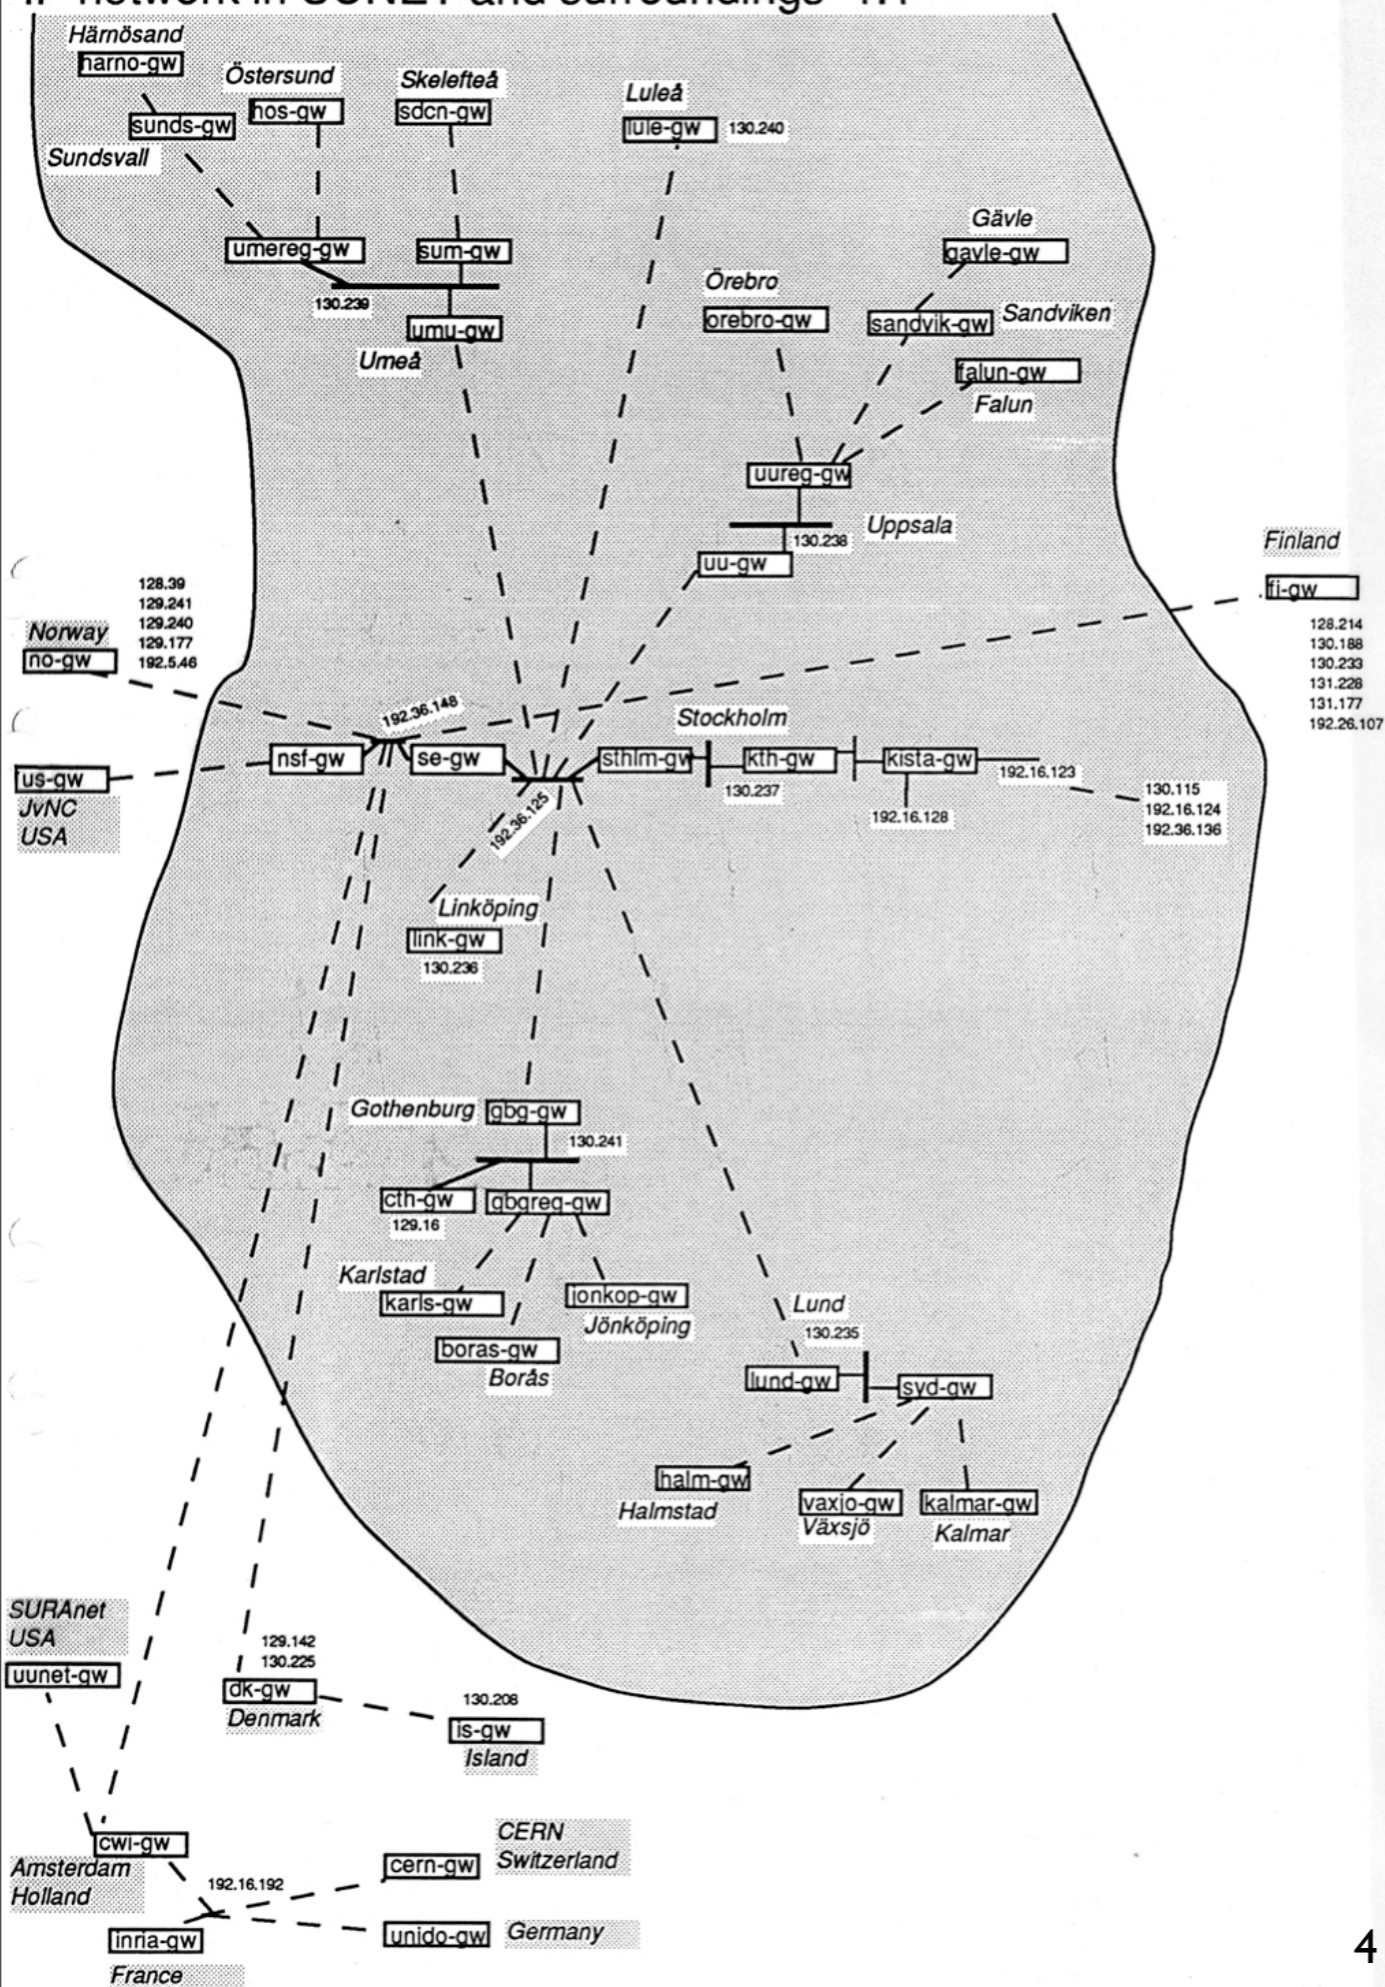 Härnösand
harno-gw
Östersund
hos-gw
Skelefteå
sdcn-gw
Luleå
lule-gw
130.240
sunds-gw
Sundsvall
Gävle
gavle-gw
umereg-gw
sum-gw
130.239
umu-gw
Umeå
Örebro
orebro-gw
sandvik-gw
Sandviken
falun-gw
Falun
uureg-gw
130.238
Uppsala
uu-gw
Finland
fi-gw
128.214
130.188
130.233
131.228
131.177
192.26.107
128.39
129.241
129.240
129.177
192.5.46
Norway
no-gw
192.36.148
Stockholm
us-gw
JvNC
USA
nsf-gw
se-gw
sthlm-gw
kth-gw
130.237
kista-gw
192.16.123
192.16.128
130.115
192.16.124
192.36.136
192.36.125
Linköping
link-gw
130.236
Gothenburg
gbg-gw
130.241
cth-gw
129.16
gbgreg-gw
Karlstad
karls-gw
jonkop-gw
Jönköping
boras-gw
Borås
Lund
130.235
lund-gw
syd-gw
halm-gw
Halmstad
vaxjo-gw
Växsjö
kalmar-gw
Kalmar
SURAnet
USA
uunet-gw
129.142
130.225
dk-gw
Denmark
130.208
is-gw
Island
cwi-gw
Amsterdam
Holland
192.16.192
CERN
Switzerland
cern-gw
inria-gw
France
unido-gw
Germany
4